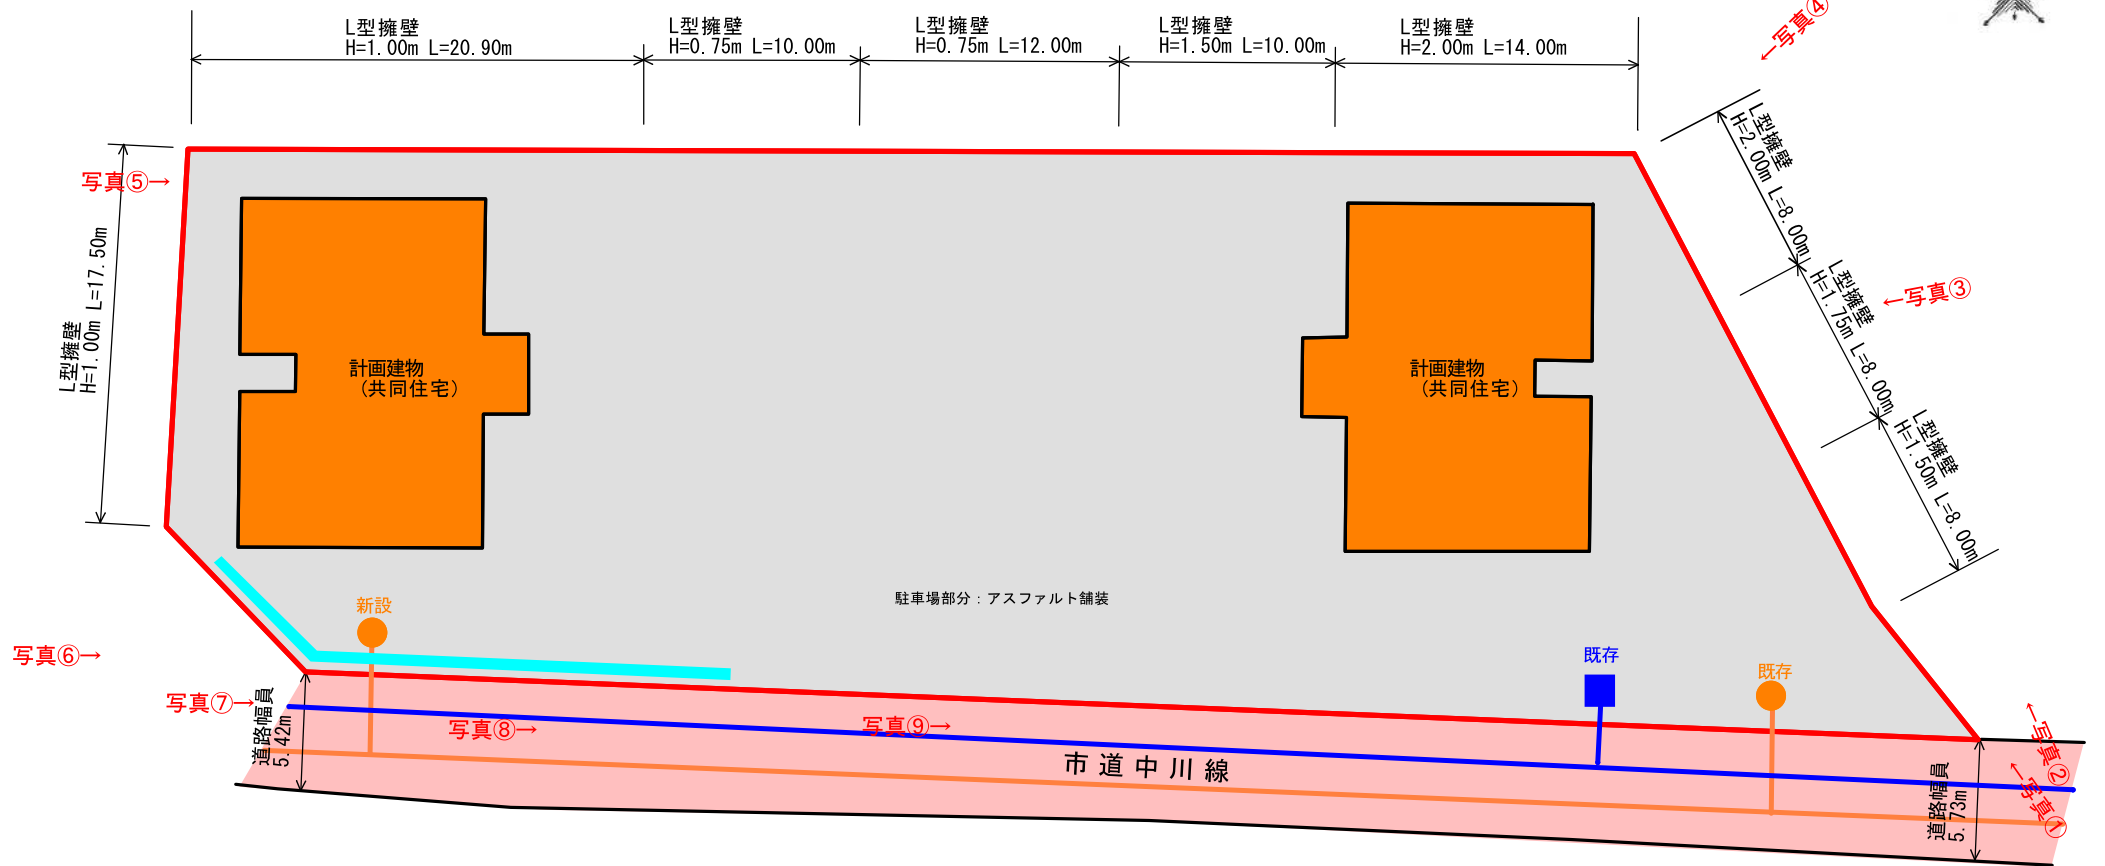 L型擁壁
H=1.00m L=20.90m
L型擁壁
H=0.75m L=10.00m
L型擁壁
H=0.75m L=12.00m
L型擁壁
H=1.50m L=10.00m
L型擁壁
H=2.00m L=14.00m
←写真④
L型擁壁
H=2.00m L=8.00m
写真⑤→
L型擁壁
H=1.00m L=17.50m
L型擁壁
H=1.75m L=8.00m
←写真③
計画建物
（共同住宅）
計画建物
（共同住宅）
L型擁壁
H=1.50m L=8.00m
駐車場部分：アスファルト舗装
新設
写真⑥→
既存
既存
写真⑦→
道路幅員
5.42m
写真⑧→
写真⑨→
市道中川線
道路幅員
5.73m
←写真②
←写真①